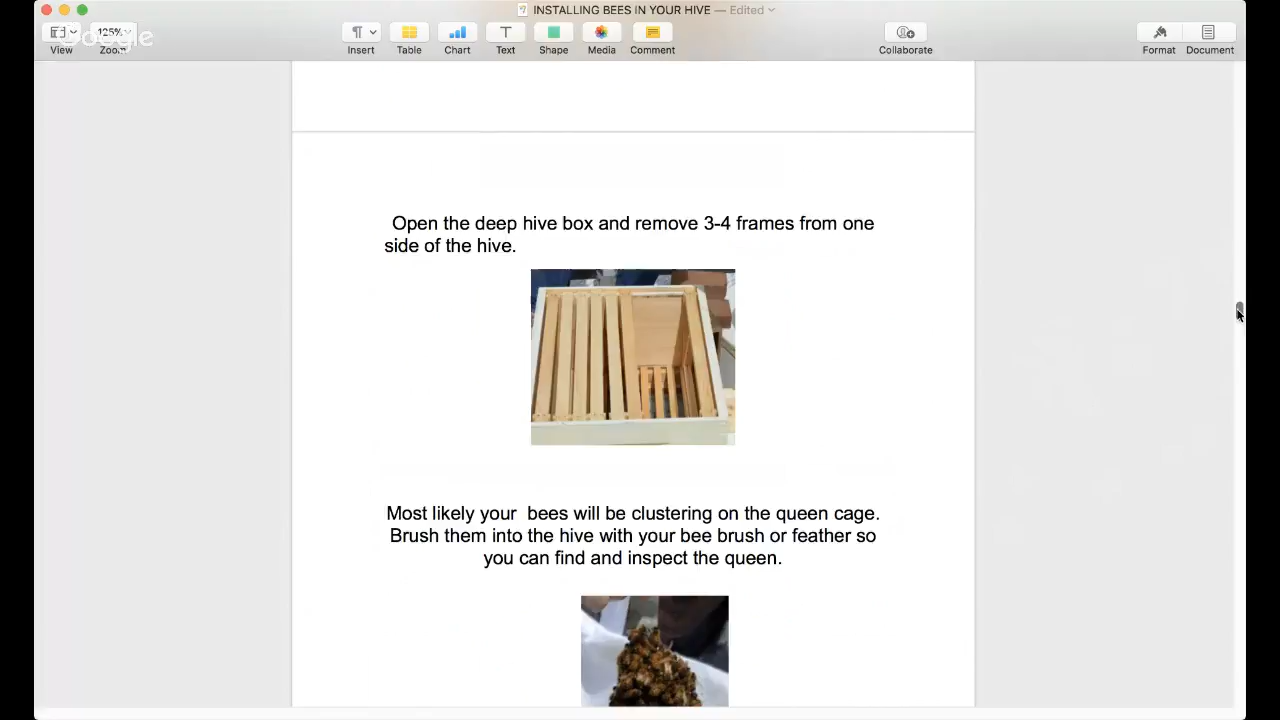 INSTALLING BEES IN YOUR HIVE — Edited
125%
Google
View
Zoom
Insert
Table
Chart
Text
Shape
Media
Comment
Collaborate
Format
Document
Open the deep hive box and remove 3-4 frames from one
side of the hive.
Most likely your  bees will be clustering on the queen cage.
Brush them into the hive with your bee brush or feather so
you can find and inspect the queen.